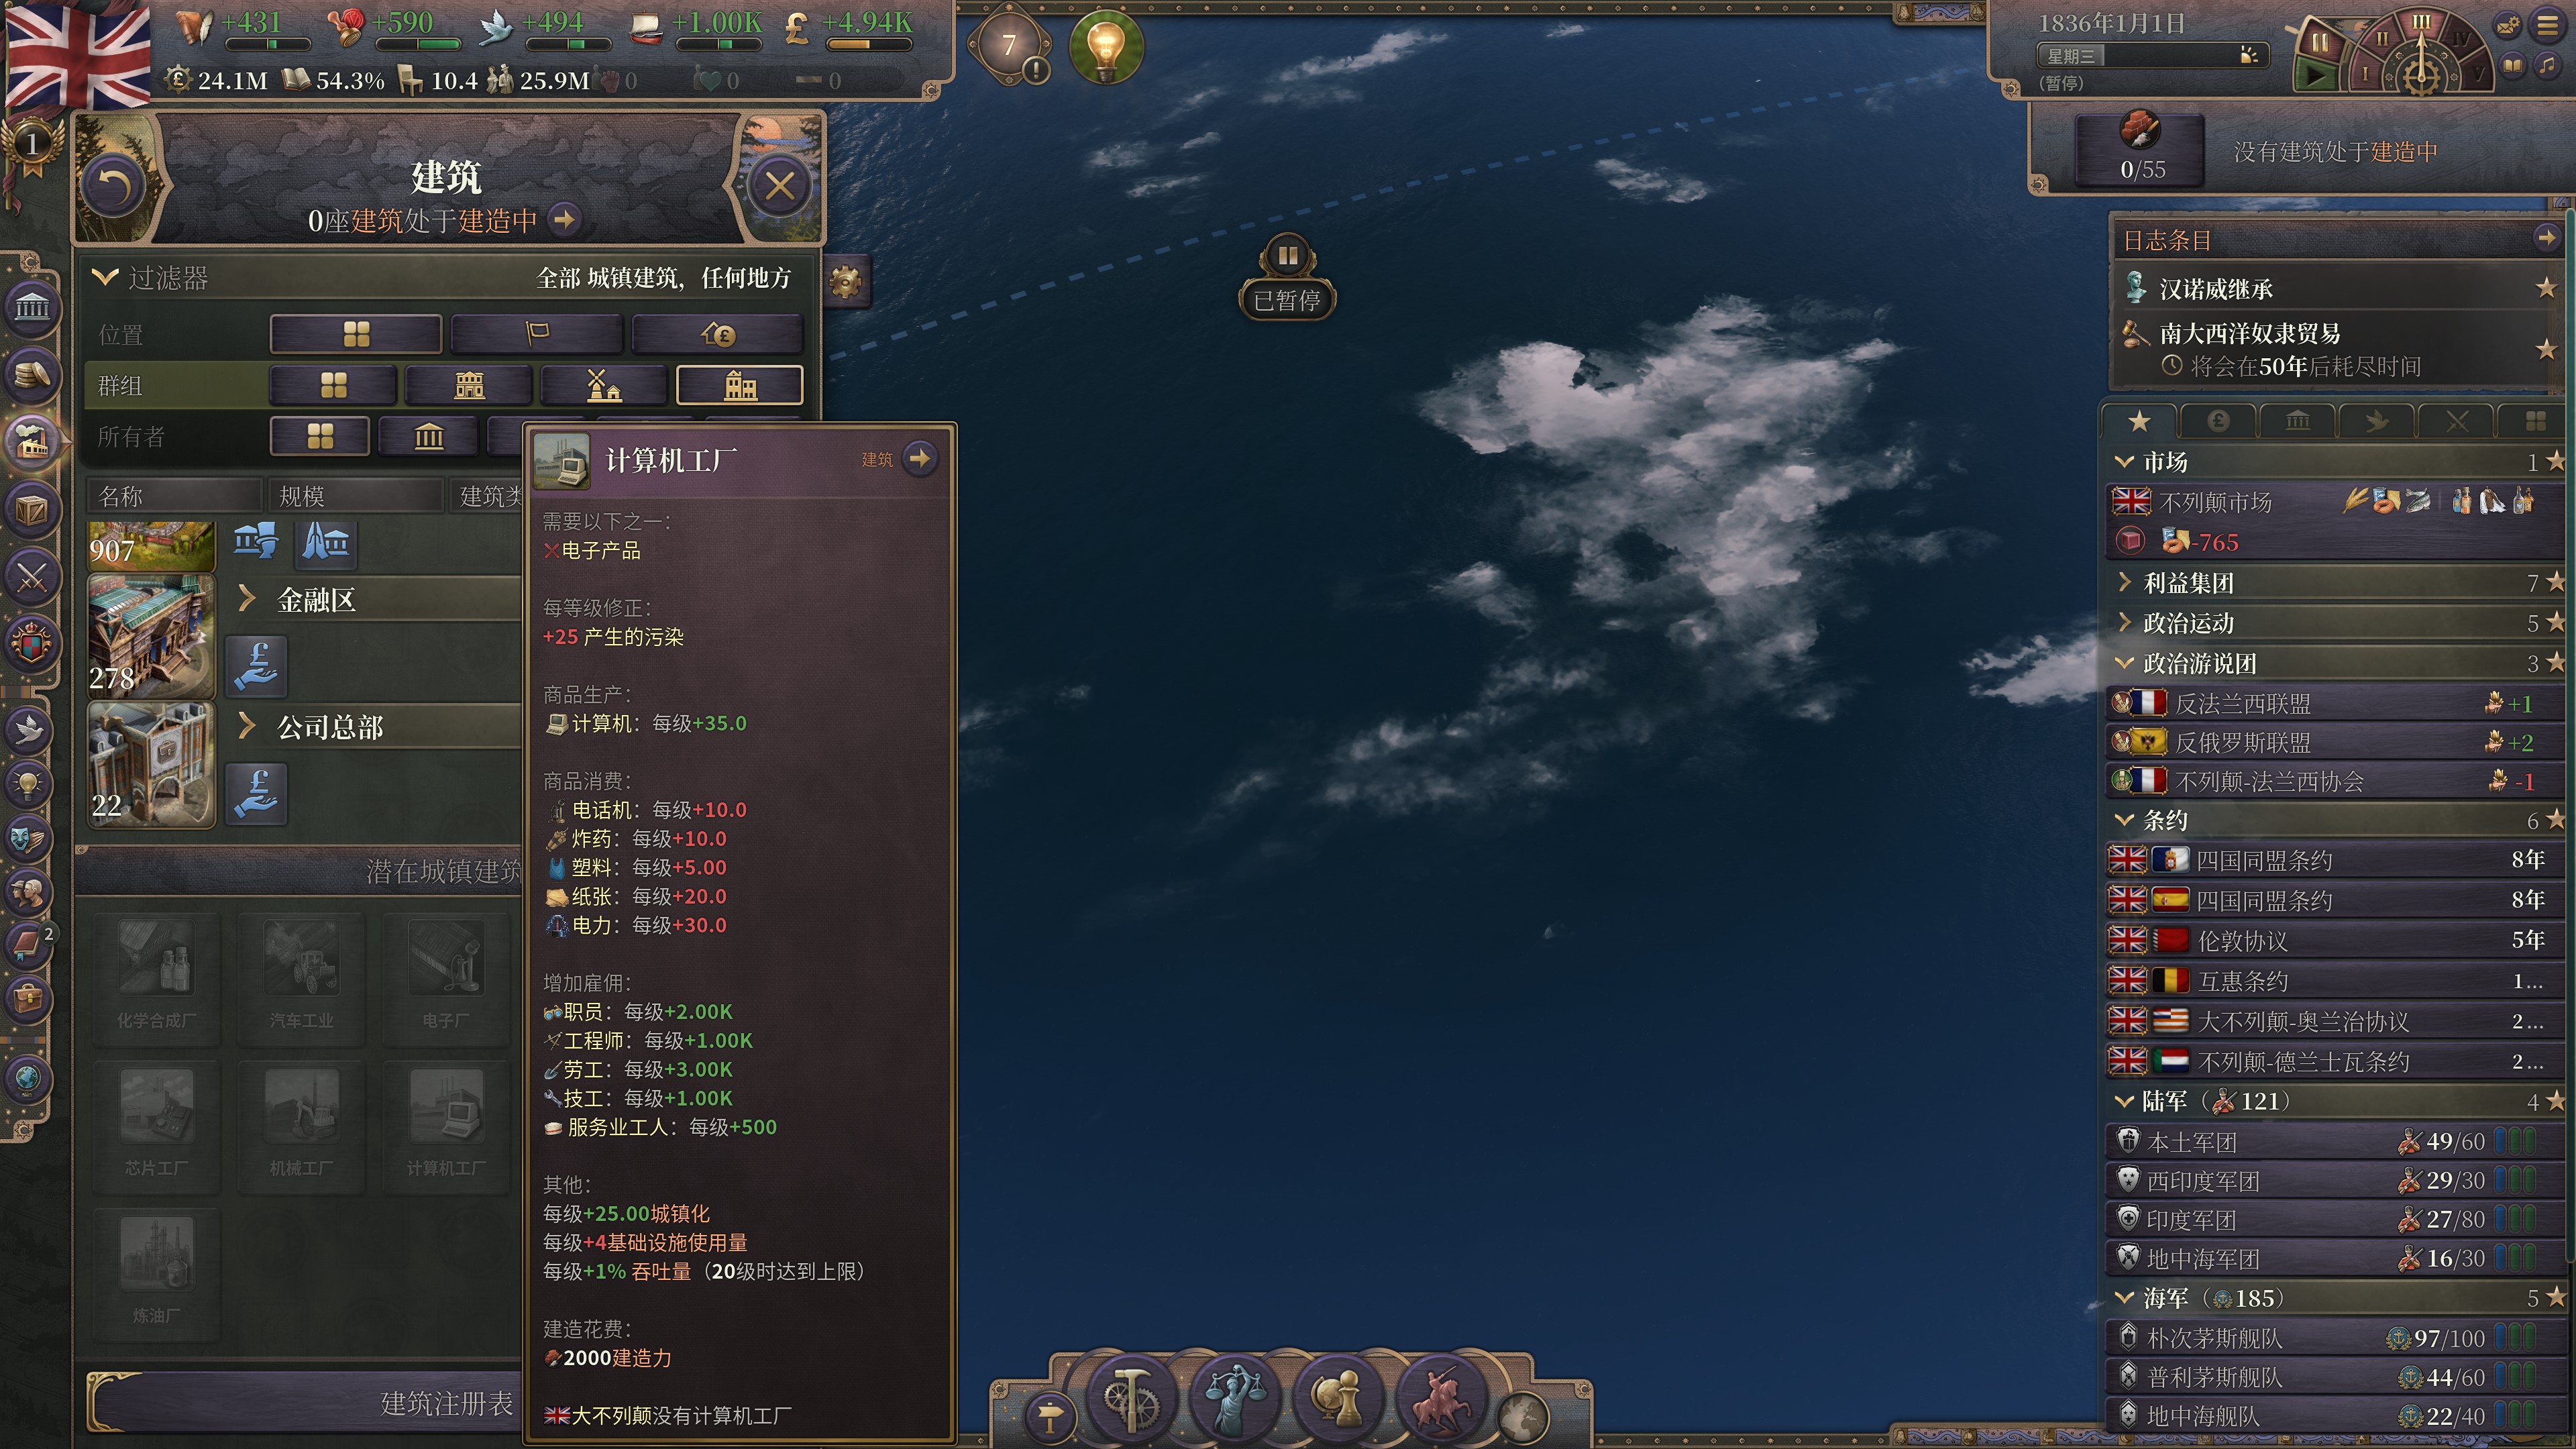 +431
+590
+494
+1.00K
+4.94K
24.1M
54.3%
10.4
25.9M
0
0
0
7
1
1836年1月1日
星期三
(暂停)
I
II
III
IV
V
0/55
没有建筑处于建造中
建筑
0座建筑处于建造中
过滤器
全部 城镇建筑，任何地方
位置
群组
所有者
名称
规模
建筑类
907
金融区
278
公司总部
22
潜在城镇建筑
化学合成厂
汽车工业
电子厂
芯片工厂
机械工厂
计算机工厂
炼油厂
建筑注册表
2
已暂停
计算机工厂
建筑
需要以下之一：
电子产品
每等级修正：
+25 产生的污染
商品生产：
计算机：每级+35.0
商品消费：
电话机：每级+10.0
炸药：每级+10.0
塑料：每级+5.00
纸张：每级+20.0
电力：每级+30.0
增加雇佣：
职员：每级+2.00K
工程师：每级+1.00K
劳工：每级+3.00K
技工：每级+1.00K
服务业工人：每级+500
其他：
每级+25.00城镇化
每级+4基础设施使用量
每级+1% 吞吐量（20级时达到上限）
建造花费：
2000建造力
大不列颠没有计算机工厂
日志条目
汉诺威继承
南大西洋奴隶贸易
将会在50年后耗尽时间
市场 1
不列颠市场
-765
利益集团 7
政治运动 5
政治游说团 3
反法兰西联盟 +1
反俄罗斯联盟 +2
不列颠-法兰西协会 -1
条约 6
四国同盟条约 8年
四国同盟条约 8年
伦敦协议 5年
互惠条约 1...
大不列颠-奥兰治协议 2...
不列颠-德兰士瓦条约 2...
陆军（121） 4
本土军团 49/60
西印度军团 29/30
印度军团 27/80
地中海军团 16/30
海军（185） 5
朴次茅斯舰队 97/100
普利茅斯舰队 44/60
地中海舰队 22/40